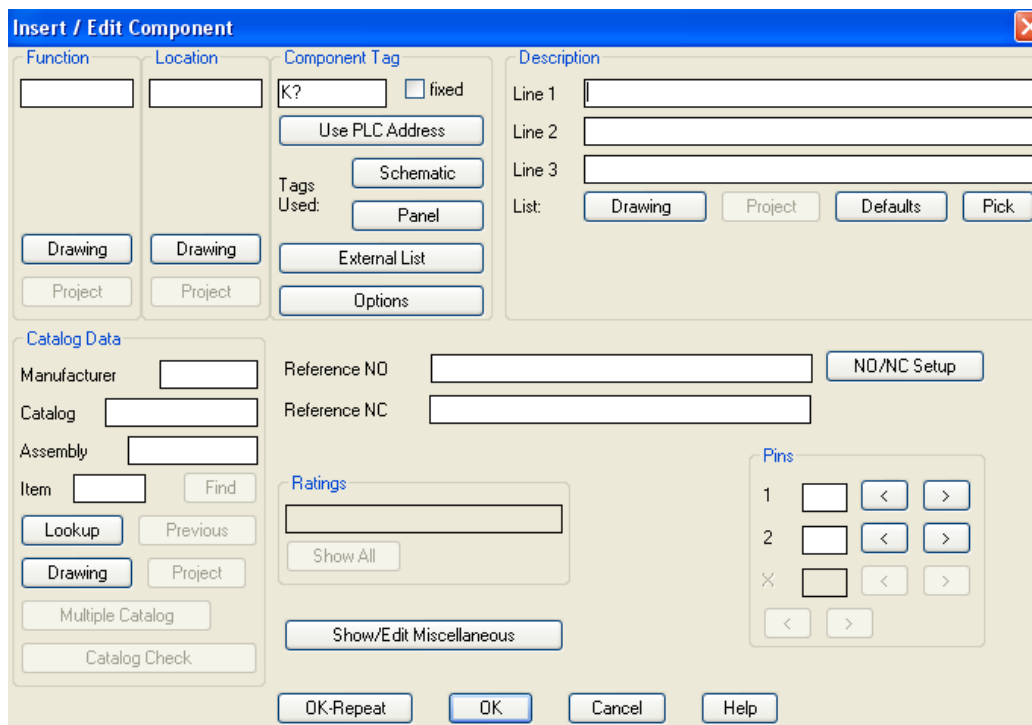 Insert / Edit Component
Function
Drawing
Project
Location
Drawing
Project
Component Tag
K? fixed
Use PLC Address
Tags Used:
Schematic
Panel
External List
Options
Description
Line 1
Line 2
Line 3
List: Drawing Project Defaults Pick
Catalog Data
Manufacturer
Catalog
Assembly
Item Find
Lookup Previous
Drawing Project
Multiple Catalog
Catalog Check
Reference NO NO/NC Setup
Reference NC
Ratings
Show All
Show/Edit Miscellaneous
Pins
1 < >
2 < >
X < >
< >
OK-Repeat OK Cancel Help